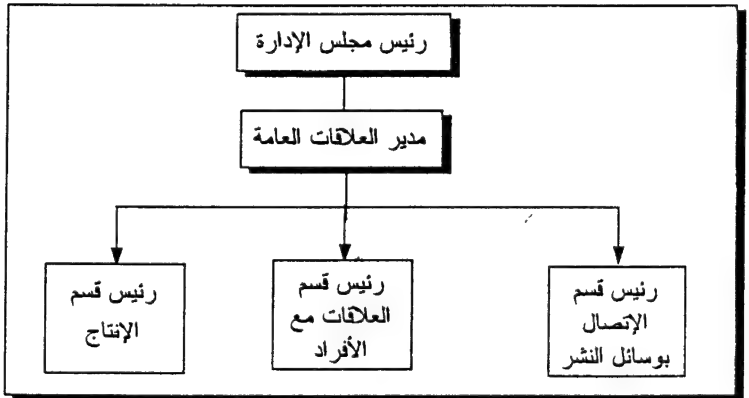 رئيس مجلس الإدارة
مدير العلاقات العامة
رئيس قسم
الإتصال
بوسائل النشر
رئيس قسم
العلاقات مع
الأفراد
رئيس قسم
الإنتاج